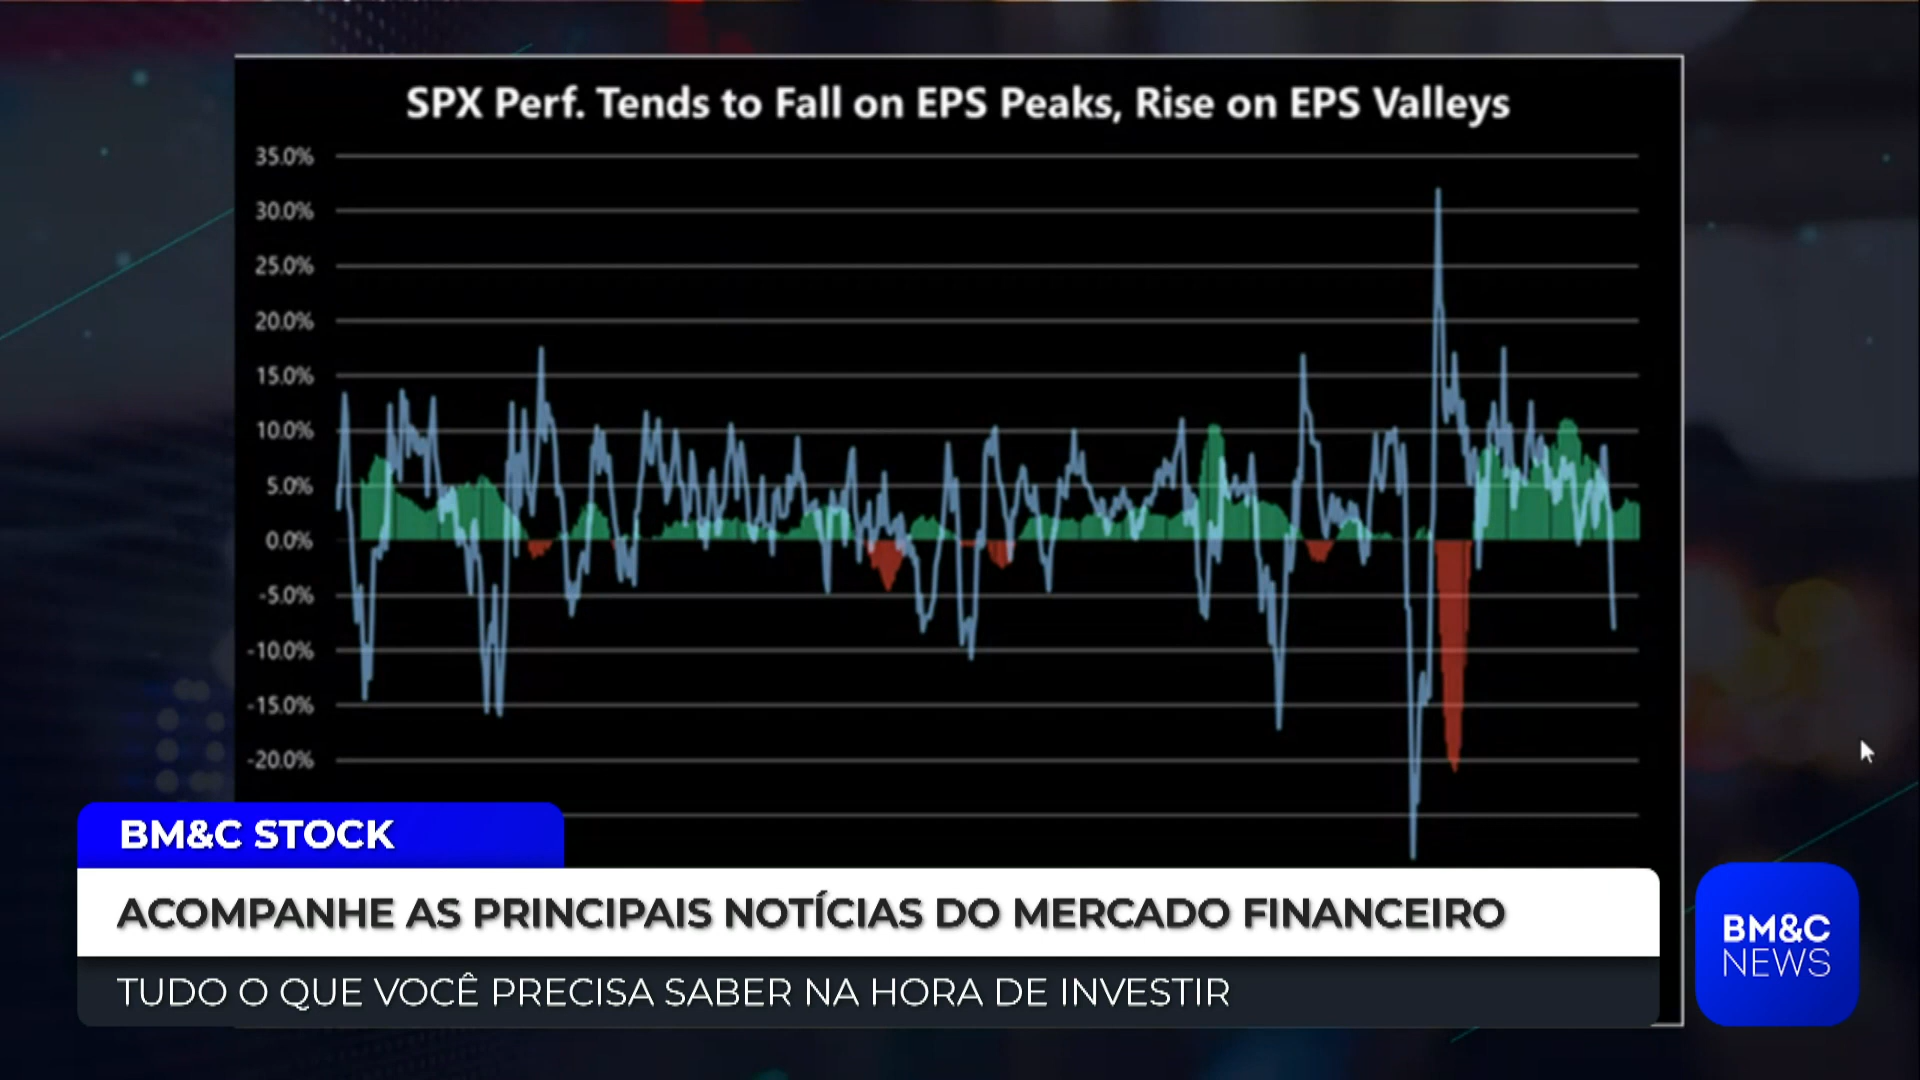 SPX Perf. Tends to Fall on EPS Peaks, Rise on EPS Valleys
35.0%
30.0%
25.0%
20.0%
15.0%
10.0%
5.0%
0.0%
-5.0%
-10.0%
-15.0%
-20.0%
BM&C STOCK
ACOMPANHE AS PRINCIPAIS NOTÍCIAS DO MERCADO FINANCEIRO
TUDO O QUE VOCÊ PRECISA SABER NA HORA DE INVESTIR
BM&C
NEWS